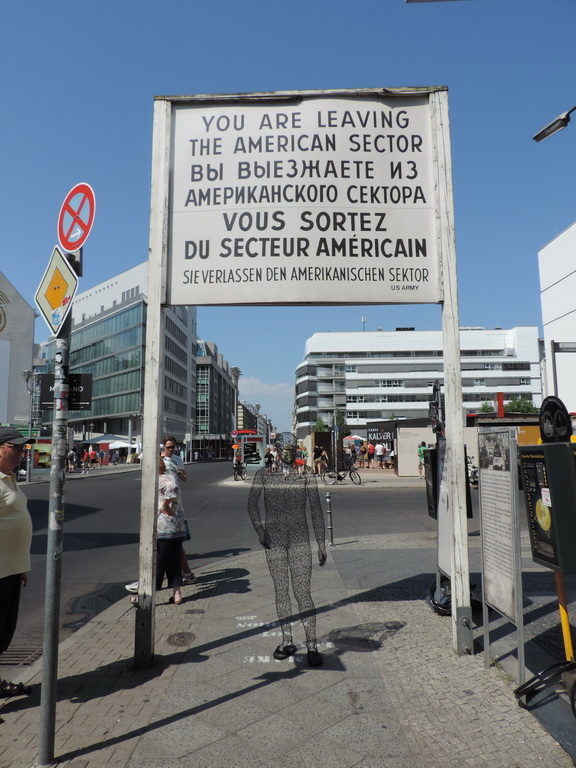 YOU ARE LEAVING
THE AMERICAN SECTOR
ВЫ ВЫЕЗЖАЕТЕ ИЗ
АМЕРИКАНСКОГО СЕКТОРА
VOUS SORTEZ
DU SECTEUR AMÉRICAIN
SIE VERLASSEN DEN AMERIKANISCHEN SEKTOR
US ARMY
KALTER